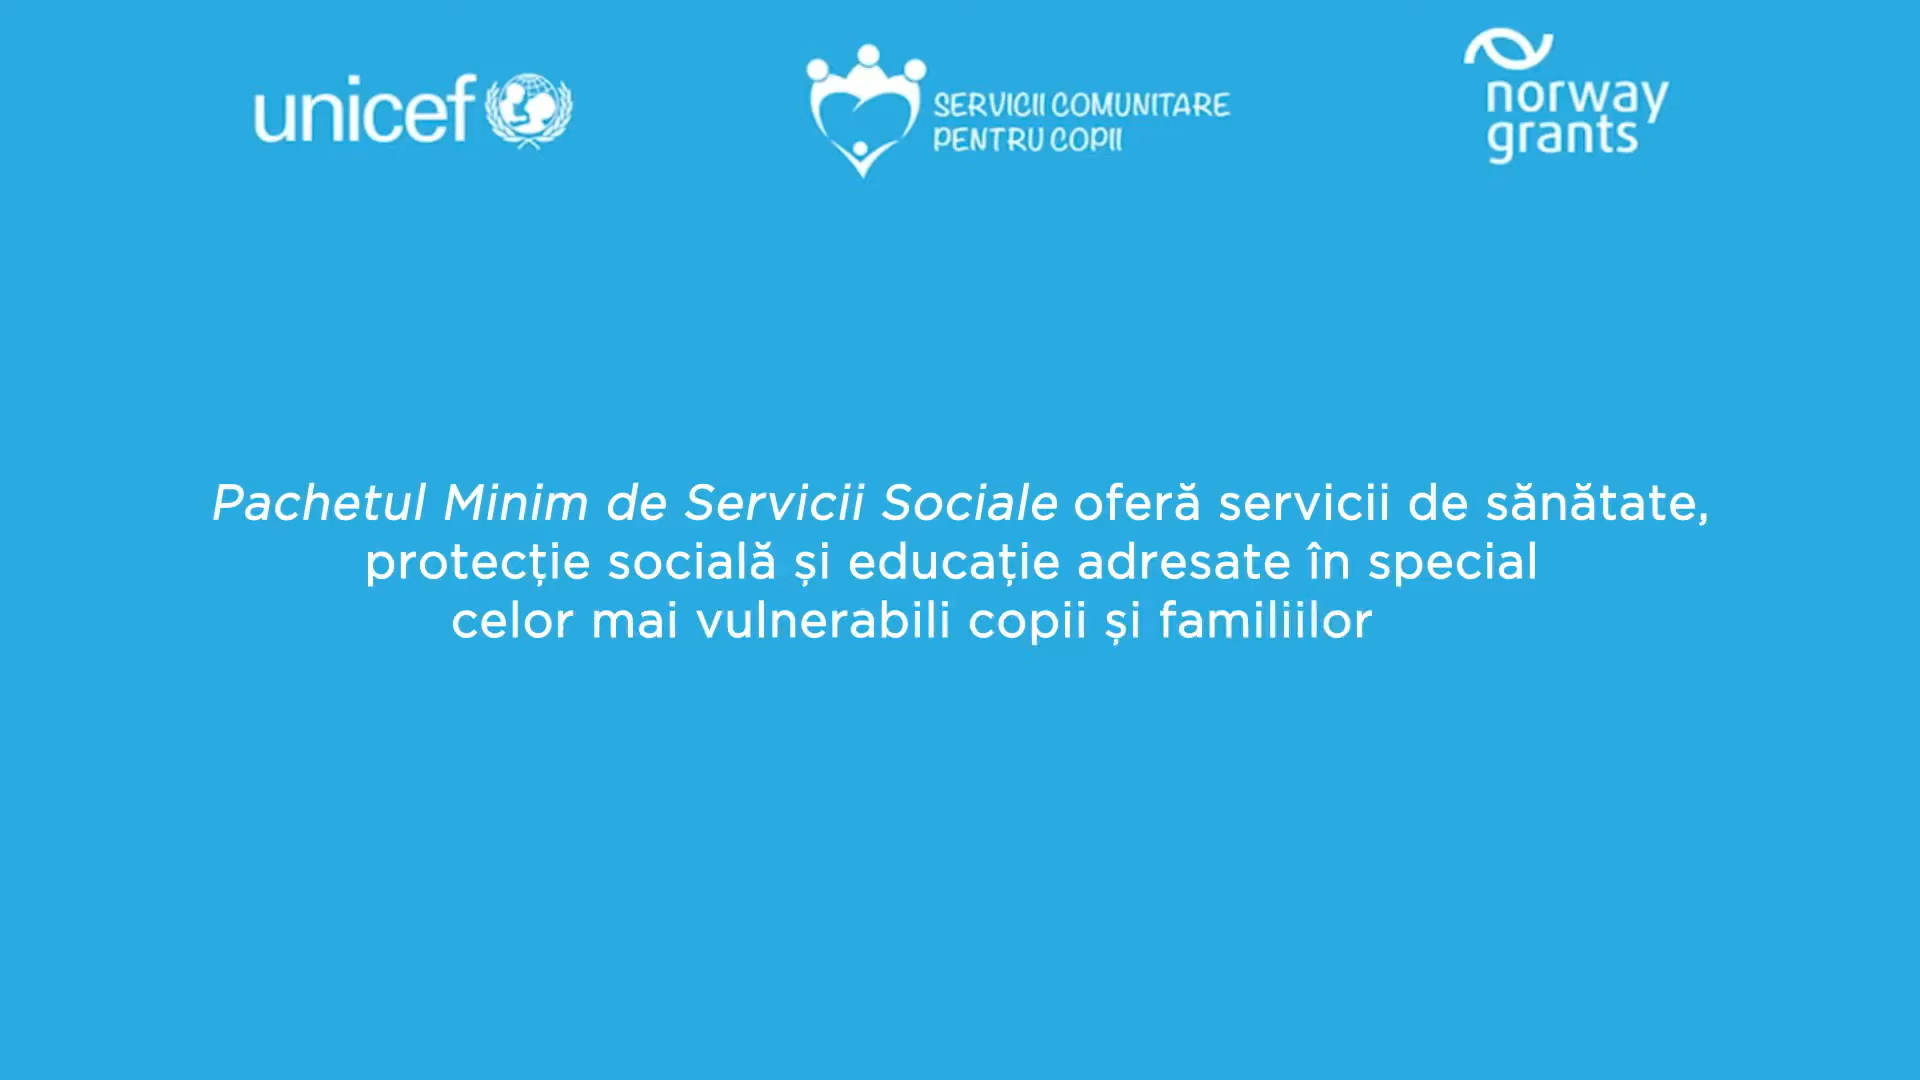 unicef
SERVICII COMUNITARE
PENTRU COPII
norway
grants
Pachetul Minim de Servicii Sociale oferă servicii de sănătate,
protecție socială și educație adresate în special
celor mai vulnerabili copii și familiilor